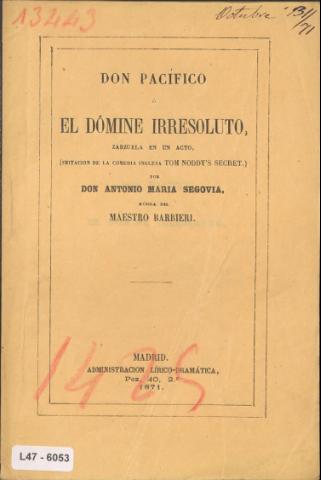 13443
Octubre 31/71
DON PACÍFICO
Ó
EL DÓMINE IRRESOLUTO,
ZARZUELA EN UN ACTO,
(IMITACION DE LA COMEDIA INGLESA TOM NODDY'S SECRET.)
POR
DON ANTONIO MARIA SEGOVIA,
MÚSICA DEL
MAESTRO BARBIERI.
MADRID.
ADMINISTRACION LÍRICO-DRAMÁTICA,
Pez, 40, 2.º
1871.
L47 - 6053